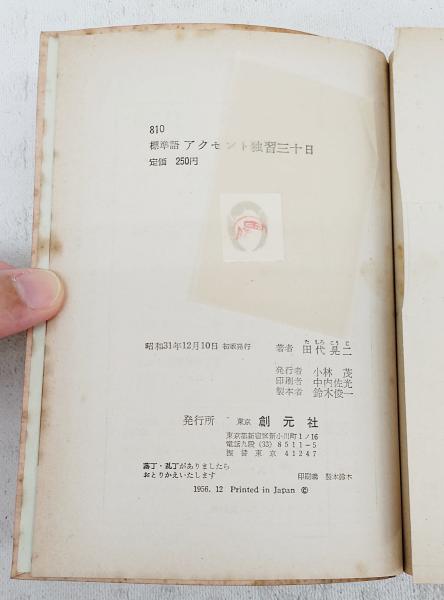 810
標準語 アクセント独習三十日
定価 250円
昭和31年12月10日 初版発行
著者 田代晃二
たしろこうじ
発行者 小林茂
印刷者 中内佐光
製本者 鈴木俊一
発行所 東京 創元社
東京都新宿区新小川町1ノ16
電話九段 (33) 8511-5
振替東京 41247
落丁・乱丁がありましたら
おとりかえいたします
製本鈴木
1956. 12 Printed in Japan ©